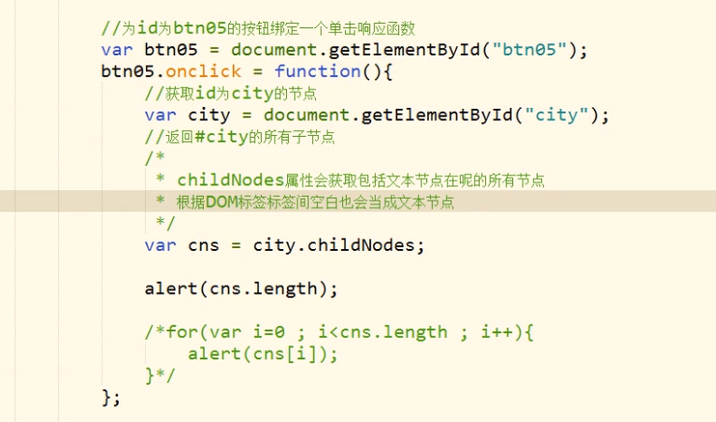 //为id为btn05的按钮绑定一个单击响应函数
var btn05 = document.getElementById("btn05");
btn05.onclick = function(){
//获取id为city的节点
var city = document.getElementById("city");
//返回#city的所有子节点
/*
* childNodes属性会获取包括文本节点在呢的所有节点
* 根据DOM标签标签间空白也会当成文本节点
*/
var cns = city.childNodes;
alert(cns.length);
/*for(var i=0 ; i<cns.length ; i++){
alert(cns[i]);
}*/
};